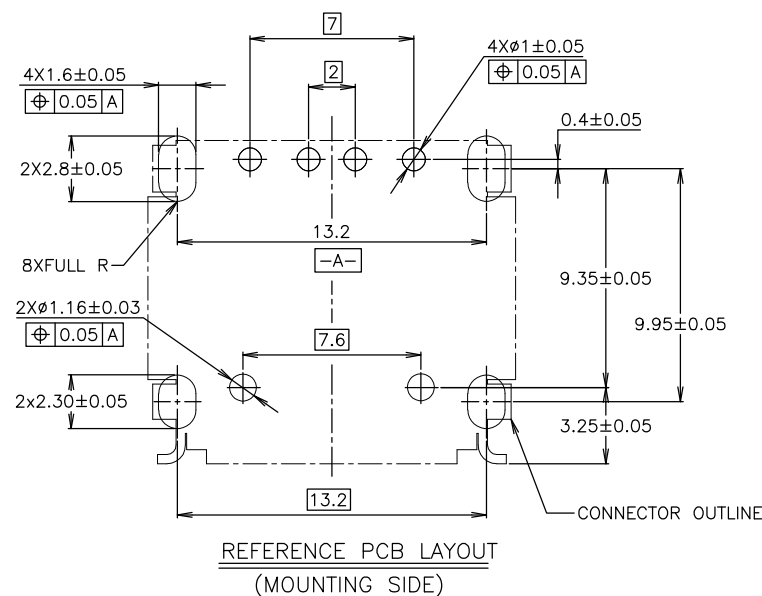 7
2
4XØ1±0.05
⌖ 0.05 A
4X1.6±0.05
⌖ 0.05 A
0.4±0.05
2X2.8±0.05
13.2
8XFULL R
-A-
9.35±0.05
2XØ1.16±0.03
⌖ 0.05 A
9.95±0.05
7.6
2x2.30±0.05
3.25±0.05
13.2
CONNECTOR OUTLINE
REFERENCE PCB LAYOUT
(MOUNTING SIDE)